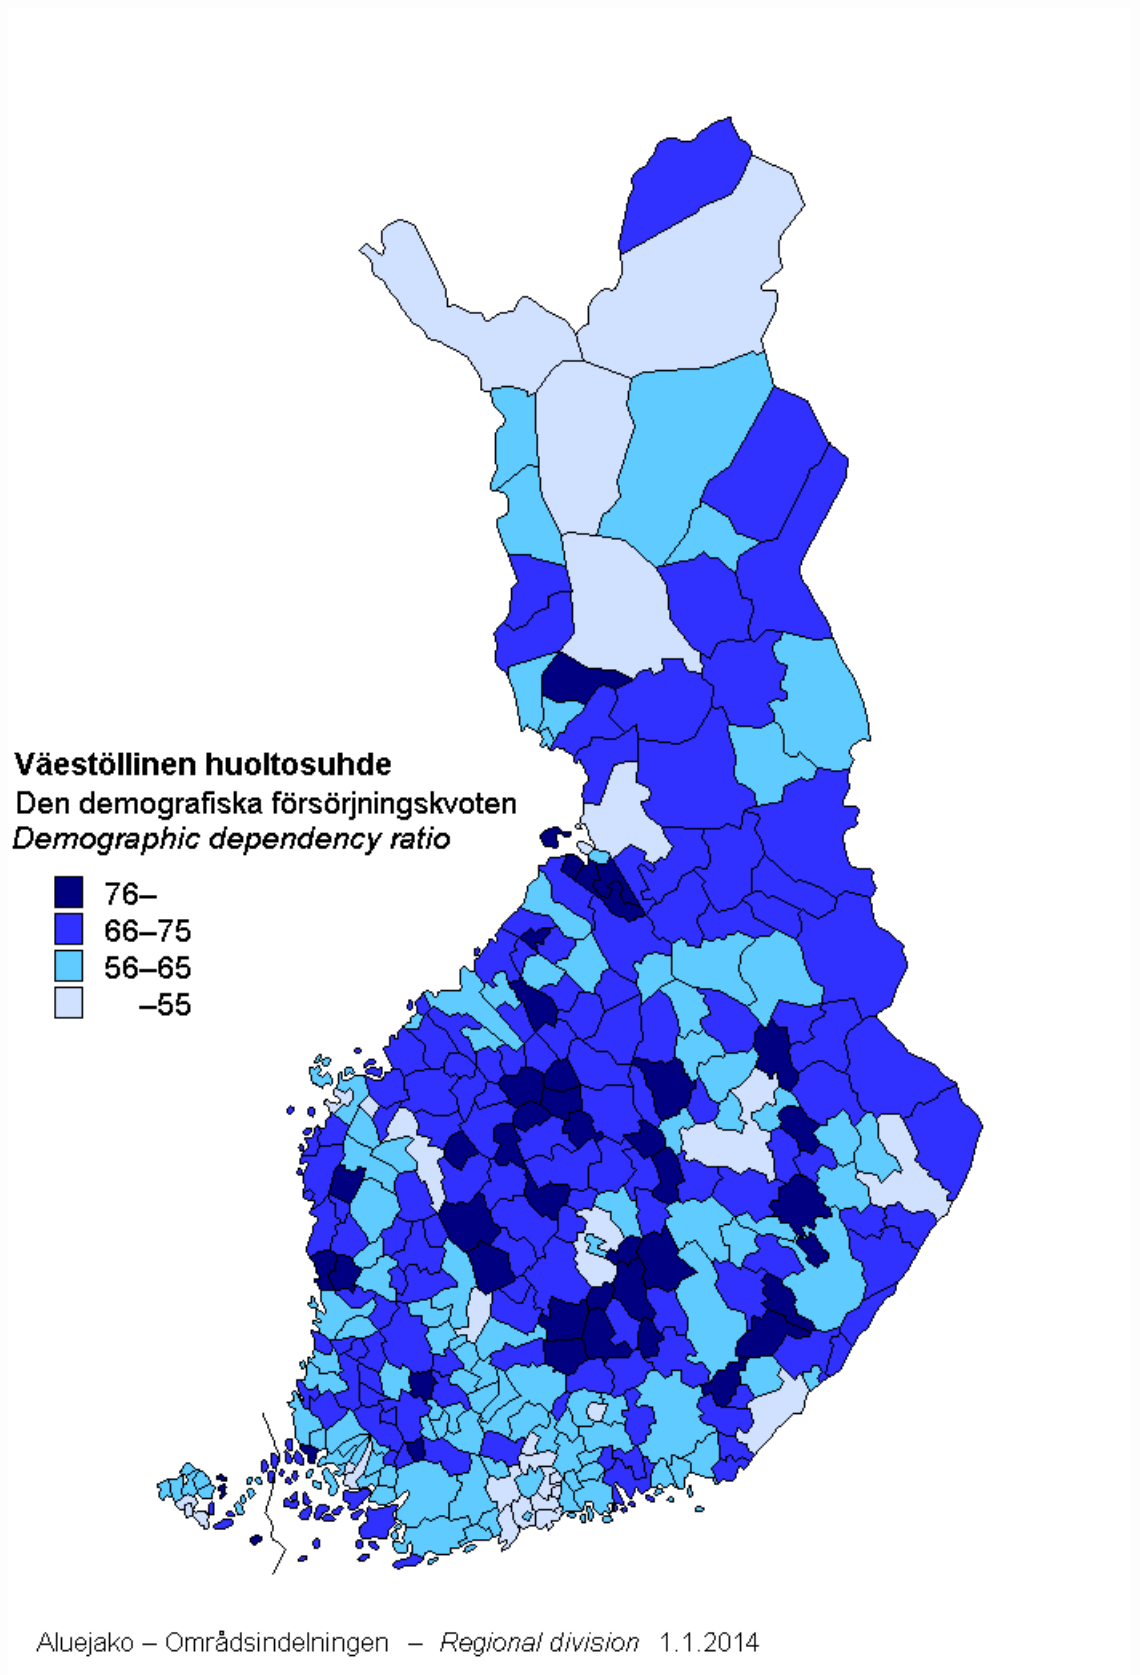 Väestöllinen huoltosuhde
Den demografiska försörjningskvoten
Demographic dependency ratio
76–
66–75
56–65
–55
Aluejako – Områdsindelningen – Regional division 1.1.2014